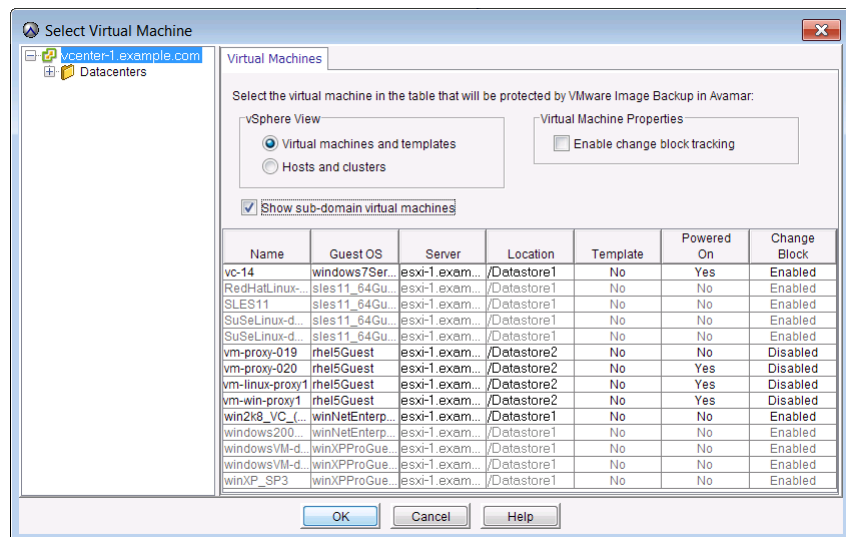 Select Virtual Machine
vcenter-1.example.com
Datacenters
Virtual Machines
Select the virtual machine in the table that will be protected by VMware Image Backup in Avamar:
vSphere View
Virtual machines and templates
Hosts and clusters
Virtual Machine Properties
Enable change block tracking
Show sub-domain virtual machines
Name Guest OS Server Location Template Powered On Change Block
vc-14 windows7Ser... esxi-1.exam... /Datastore1 No Yes Enabled
RedHatLinux-... sles11_64Gu... esxi-1.exam... /Datastore1 No No Enabled
SLES11 sles11_64Gu... esxi-1.exam... /Datastore1 No No Enabled
SuSeLinux-d... sles11_64Gu... esxi-1.exam... /Datastore1 No No Enabled
SuSeLinux-d... sles11_64Gu... esxi-1.exam... /Datastore1 No No Enabled
vm-proxy-019 rhel5Guest esxi-1.exam... /Datastore2 No No Disabled
vm-proxy-020 rhel5Guest esxi-1.exam... /Datastore2 No Yes Disabled
vm-linux-proxy1 rhel5Guest esxi-1.exam... /Datastore2 No Yes Disabled
vm-win-proxy1 rhel5Guest esxi-1.exam... /Datastore2 No Yes Disabled
win2k8_VC_(... winNetEnterp... esxi-1.exam... /Datastore1 No No Enabled
windows200... winNetEnterp... esxi-1.exam... /Datastore1 No No Enabled
windowsVM-d... winXPProGue... esxi-1.exam... /Datastore1 No No Enabled
windowsVM-d... winXPProGue... esxi-1.exam... /Datastore1 No No Enabled
winXP_SP3 winXPProGue... esxi-1.exam... /Datastore1 No No Enabled
OK Cancel Help